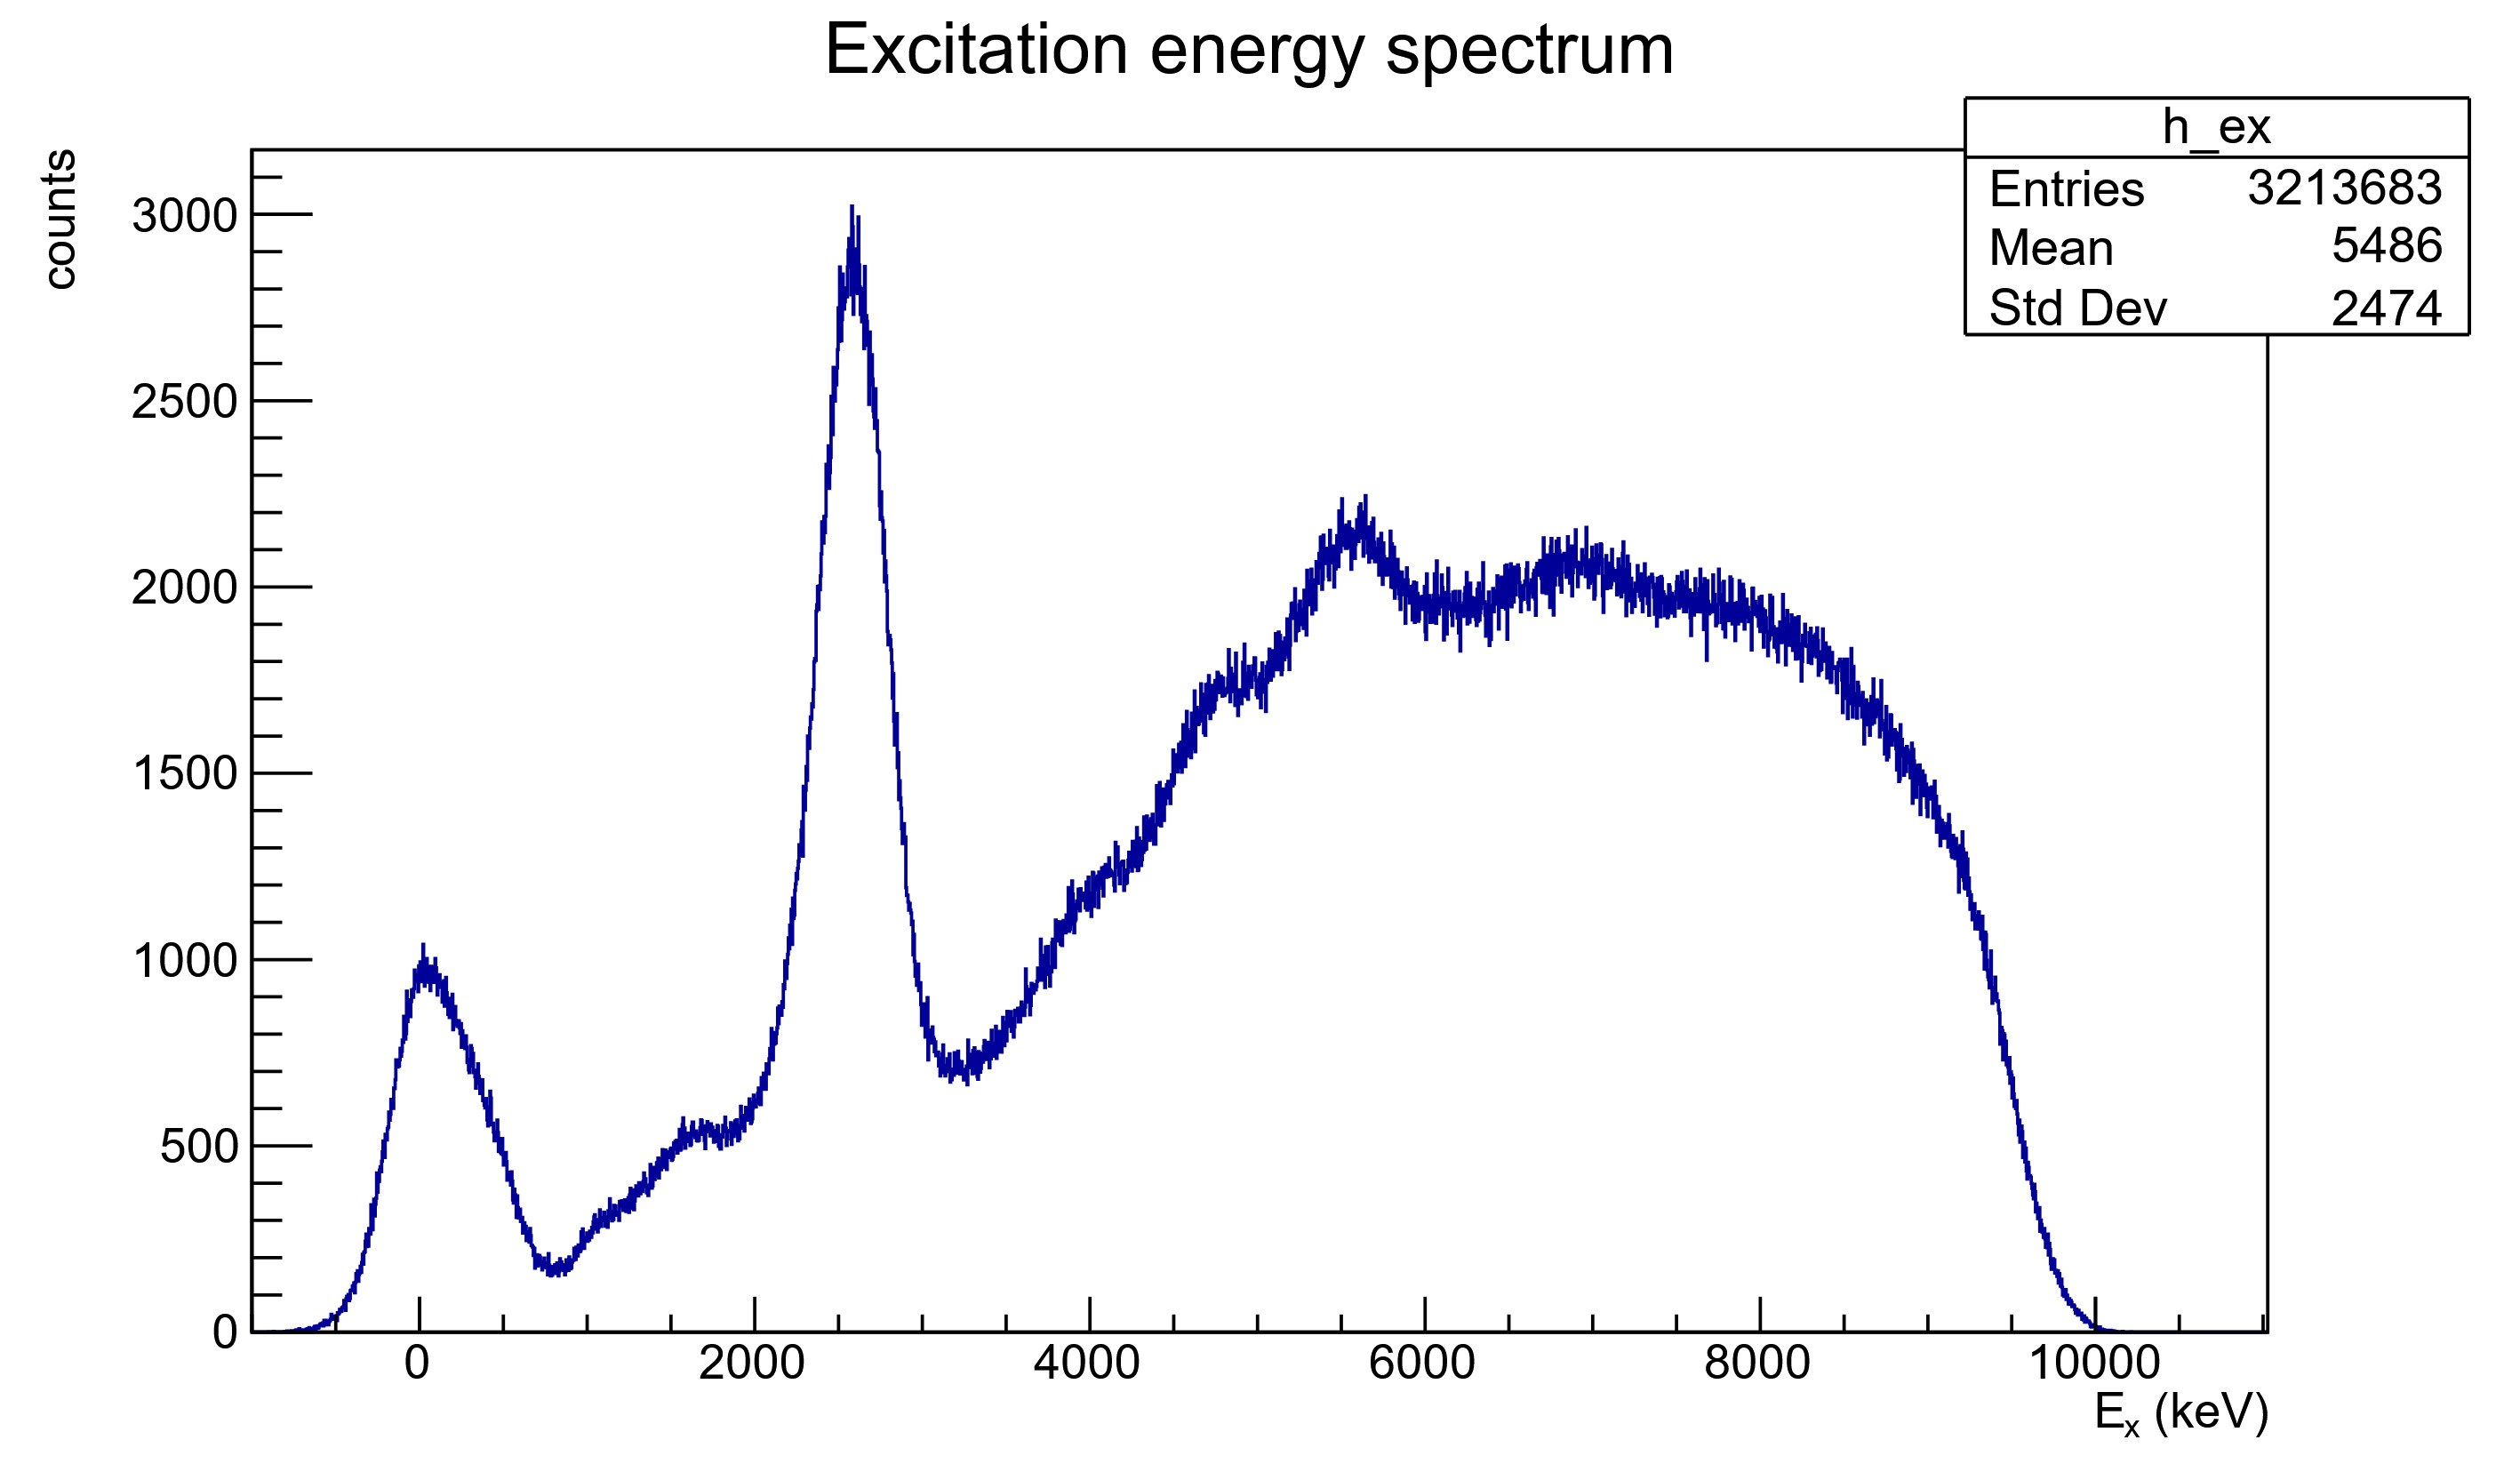 Excitation energy spectrum
h_ex
Entries 3213683
Mean 5486
Std Dev 2474
counts
3000
2500
2000
1500
1000
500
0
0 2000 4000 6000 8000 10000
Ex (keV)